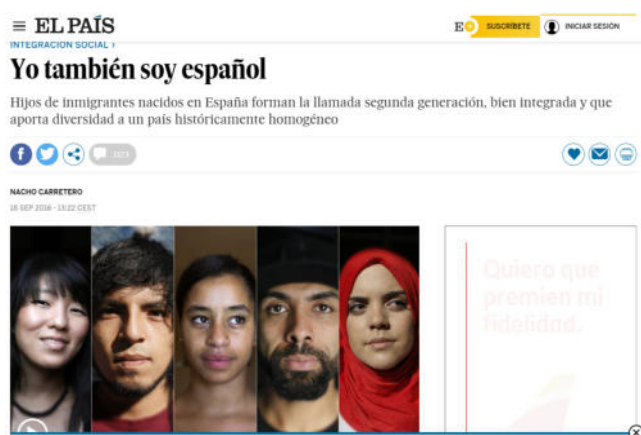 EL PAÍS
E+ SUSCRÍBETE INICIAR SESIÓN
INTEGRACIÓN SOCIAL ›
Yo también soy español
Hijos de inmigrantes nacidos en España forman la llamada segunda generación, bien integrada y que
aporta diversidad a un país históricamente homogéneo
NACHO CARRETERO
18 SEP 2016 - 13:22 CEST
Quiero que
premien mi
fidelidad.